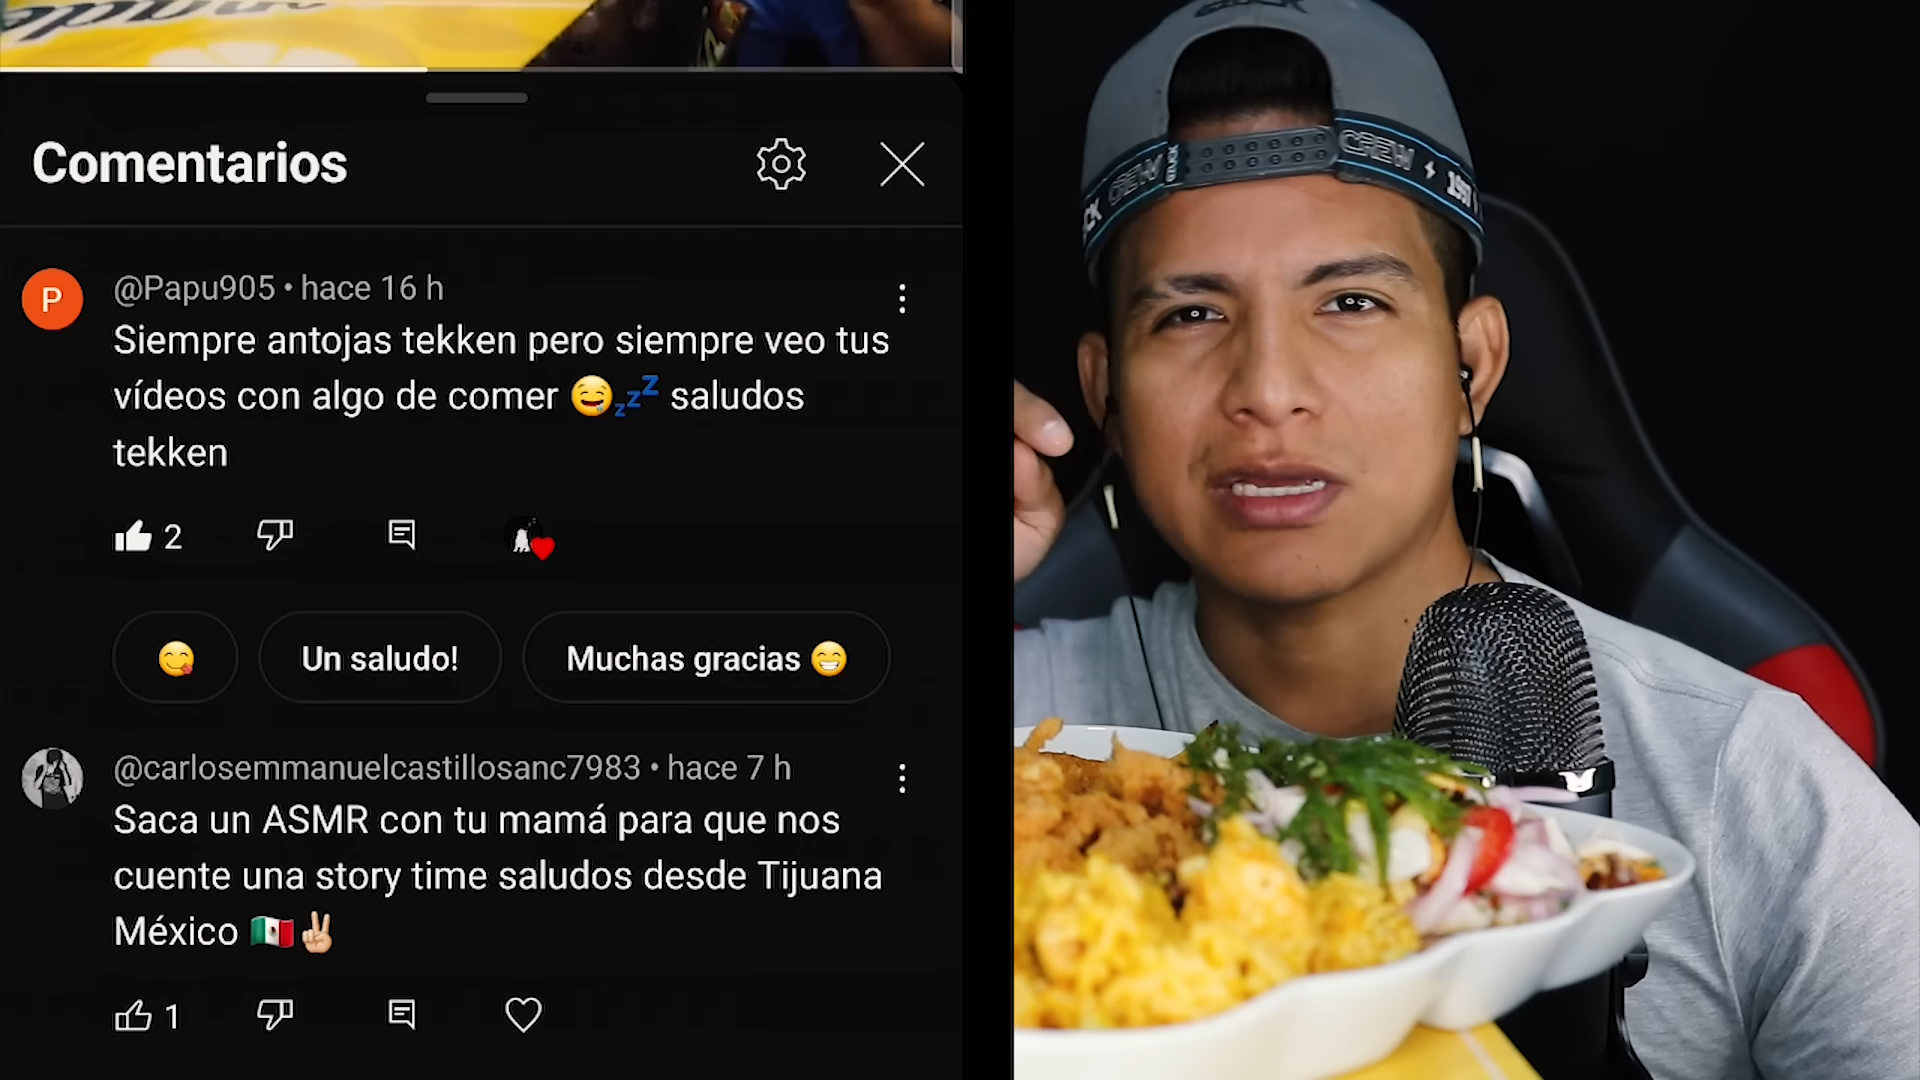 Comentarios
P
@Papu905 • hace 16 h
Siempre antojas tekken pero siempre veo tus
vídeos con algo de comer 🤤💤 saludos
tekken
2
😋
Un saludo!
Muchas gracias 😁
@carlosemmanuelcastillosanc7983 • hace 7 h
Saca un ASMR con tu mamá para que nos
cuente una story time saludos desde Tijuana
México 🇲🇽✌🏼
1
CREW
CREW